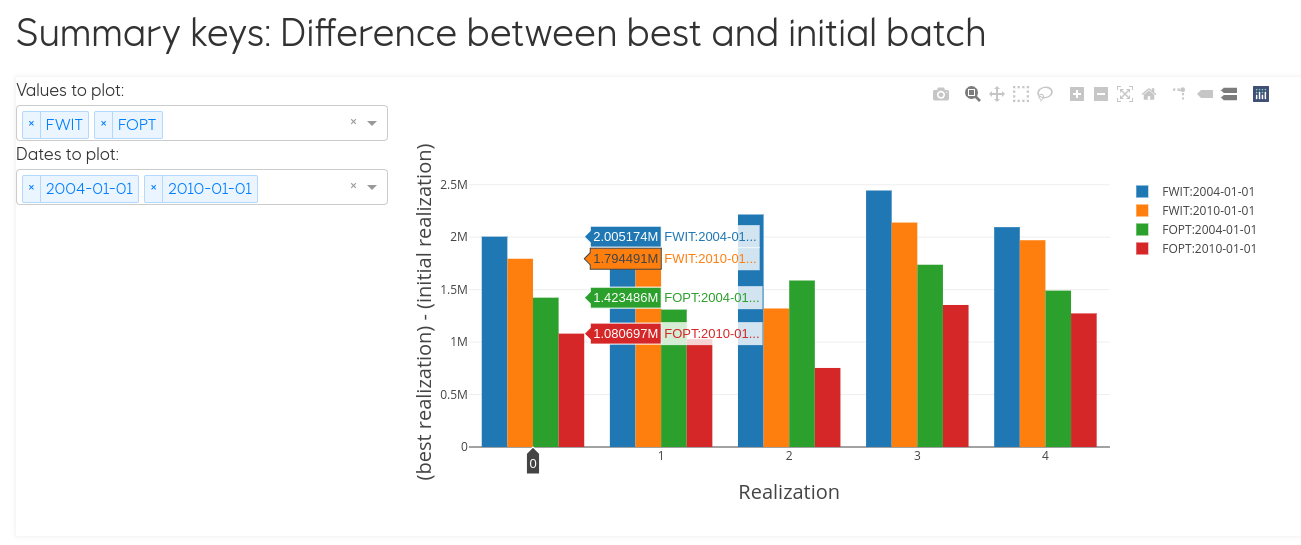 Summary keys: Difference between best and initial batch
Values to plot:
× FWIT × FOPT ×
Dates to plot:
× 2004-01-01 × 2010-01-01 ×
(best realization) - (initial realization)
2.5M
2M
1.5M
1M
0.5M
0
2.005174M FWIT:2004-01...
1.794491M FWIT:2010-01...
1.423486M FOPT:2004-01...
1.080697M FOPT:2010-01...
0 1 2 3 4
Realization
FWIT:2004-01-01
FWIT:2010-01-01
FOPT:2004-01-01
FOPT:2010-01-01